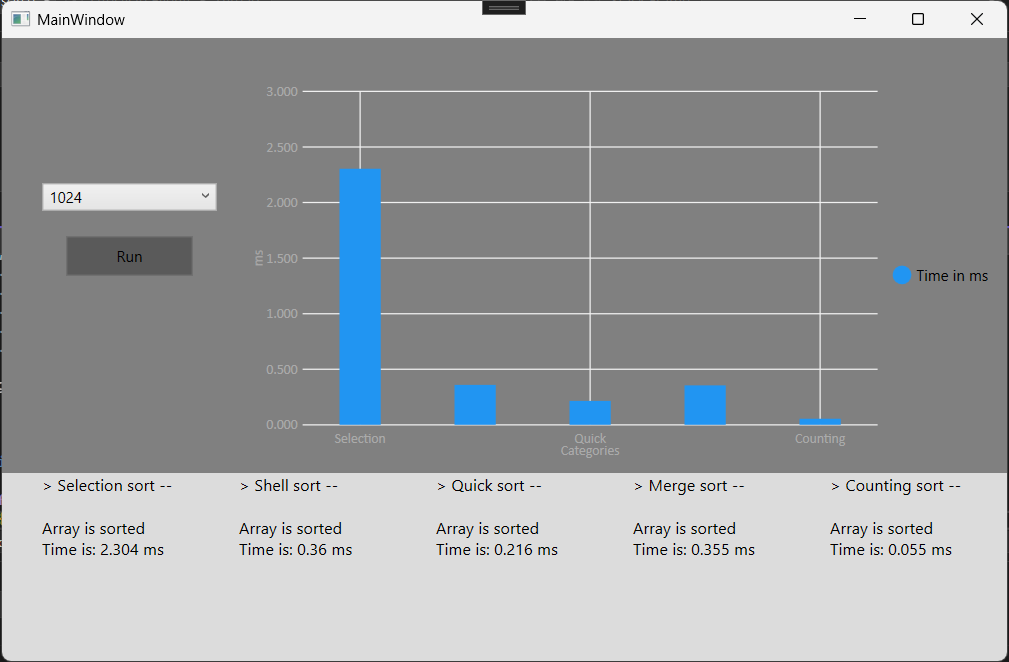 MainWindow
1024
Run
3.000
2.500
2.000
1.500
1.000
0.500
0.000
ms
Selection
Quick
Counting
Categories
Time in ms
> Selection sort --
Array is sorted
Time is: 2.304 ms
> Shell sort --
Array is sorted
Time is: 0.36 ms
> Quick sort --
Array is sorted
Time is: 0.216 ms
> Merge sort --
Array is sorted
Time is: 0.355 ms
> Counting sort --
Array is sorted
Time is: 0.055 ms